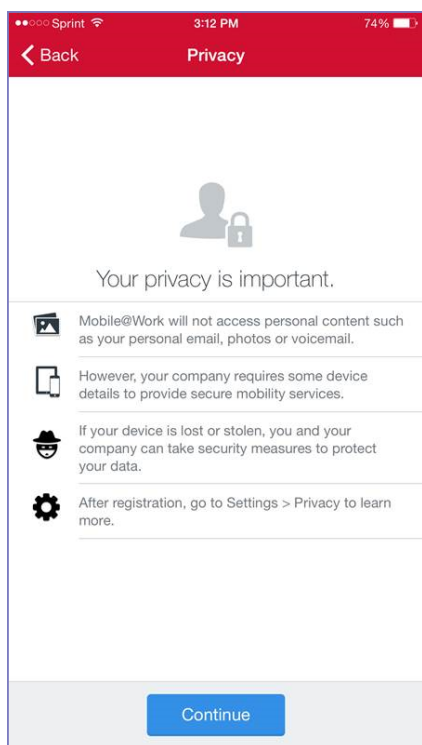 Sprint 3:12 PM 74%
Back Privacy
Your privacy is important.
Mobile@Work will not access personal content such
as your personal email, photos or voicemail.
However, your company requires some device
details to provide secure mobility services.
If your device is lost or stolen, you and your
company can take security measures to protect
your data.
After registration, go to Settings > Privacy to learn
more.
Continue